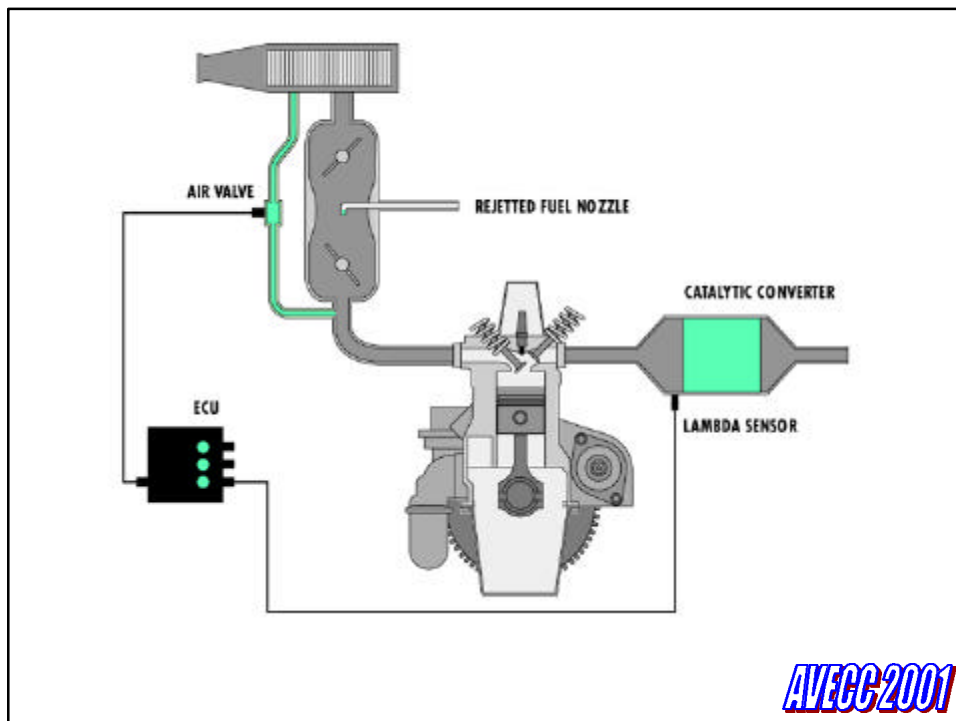 AIR VALVE
REJETTED FUEL NOZZLE
CATALYTIC CONVERTER
ECU
LAMBDA SENSOR
AVECC 2001